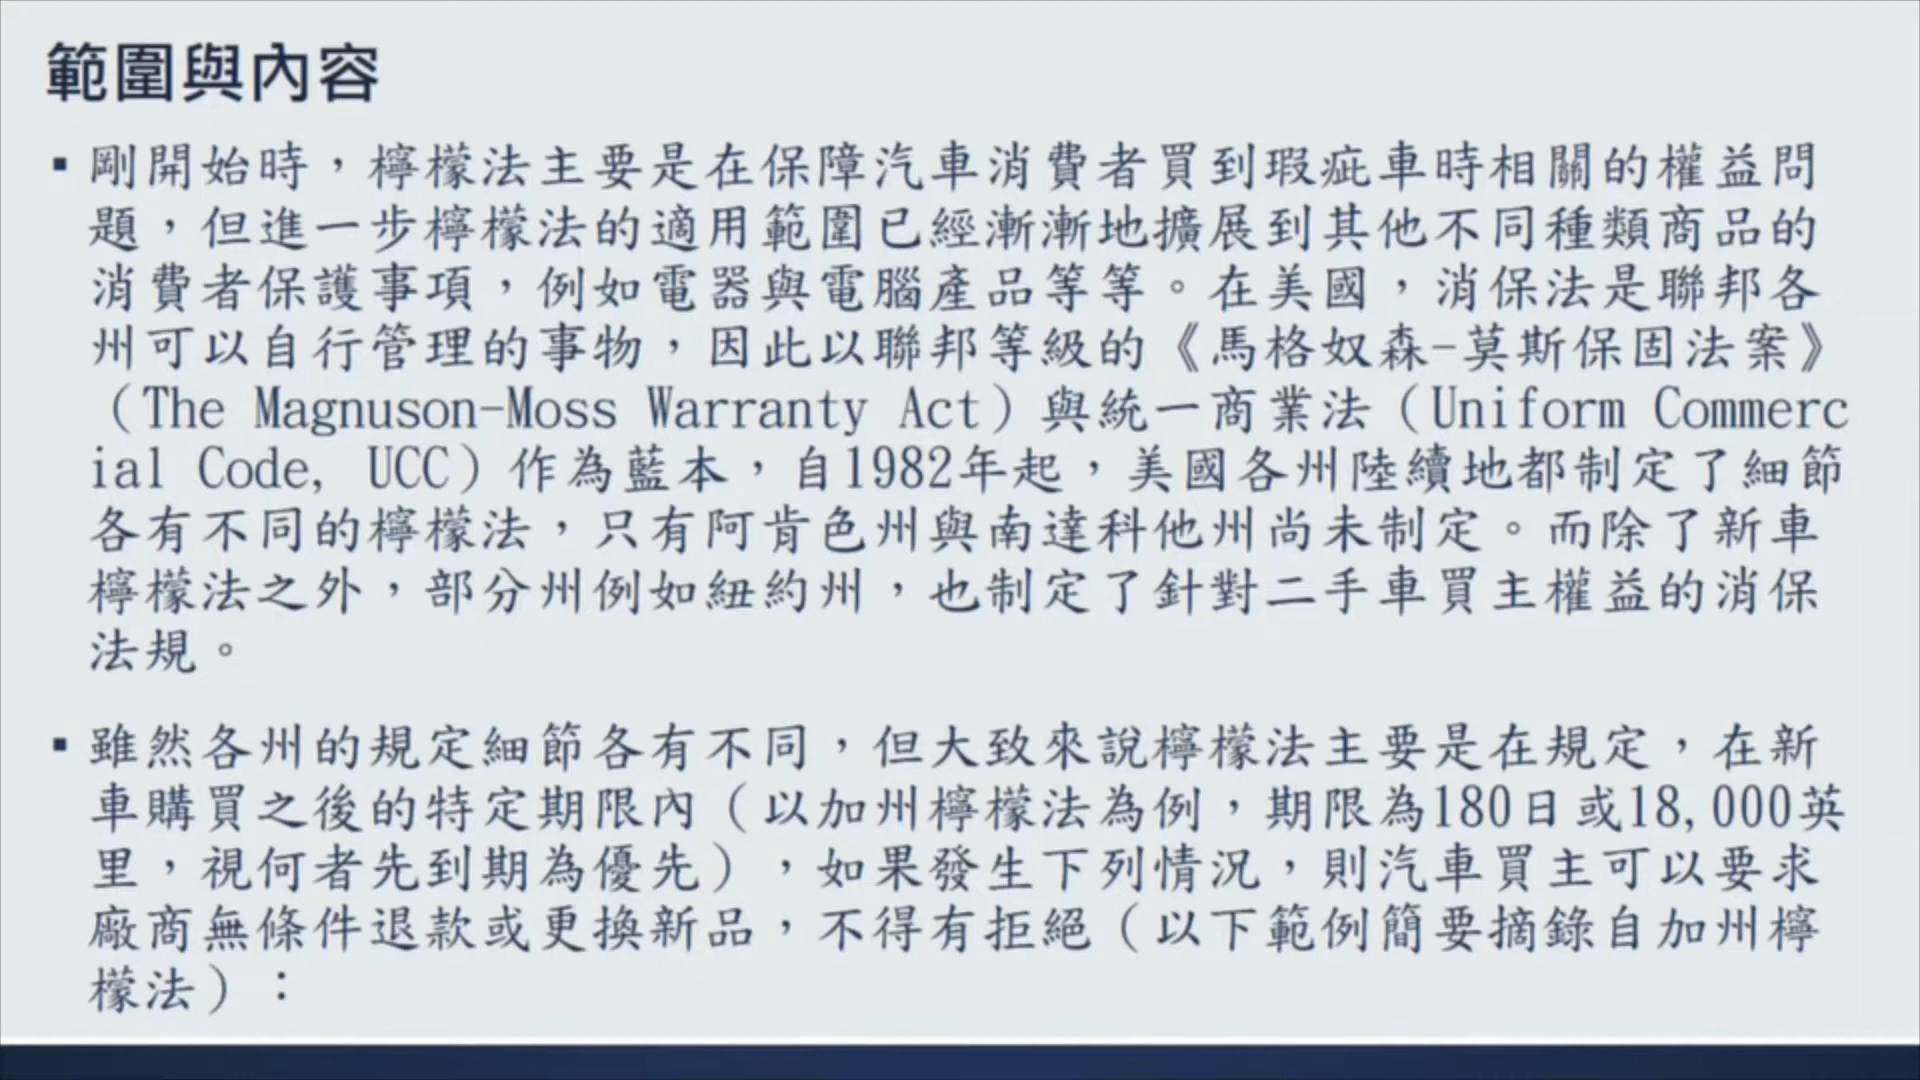 範圍與內容
▪ 剛開始時，檸檬法主要是在保障汽車消費者買到瑕疵車時相關的權益問
題，但進一步檸檬法的適用範圍已經漸漸地擴展到其他不同種類商品的
消費者保護事項，例如電器與電腦產品等等。在美國，消保法是聯邦各
州可以自行管理的事物，因此以聯邦等級的《馬格奴森-莫斯保固法案》
（The Magnuson-Moss Warranty Act）與統一商業法（Uniform Commerc
ial Code, UCC）作為藍本，自1982年起，美國各州陸續地都制定了細節
各有不同的檸檬法，只有阿肯色州與南達科他州尚未制定。而除了新車
檸檬法之外，部分州例如紐約州，也制定了針對二手車買主權益的消保
法規。
▪ 雖然各州的規定細節各有不同，但大致來說檸檬法主要是在規定，在新
車購買之後的特定期限內（以加州檸檬法為例，期限為180日或18,000英
里，視何者先到期為優先），如果發生下列情況，則汽車買主可以要求
廠商無條件退款或更換新品，不得有拒絕（以下範例簡要摘錄自加州檸
檬法）：